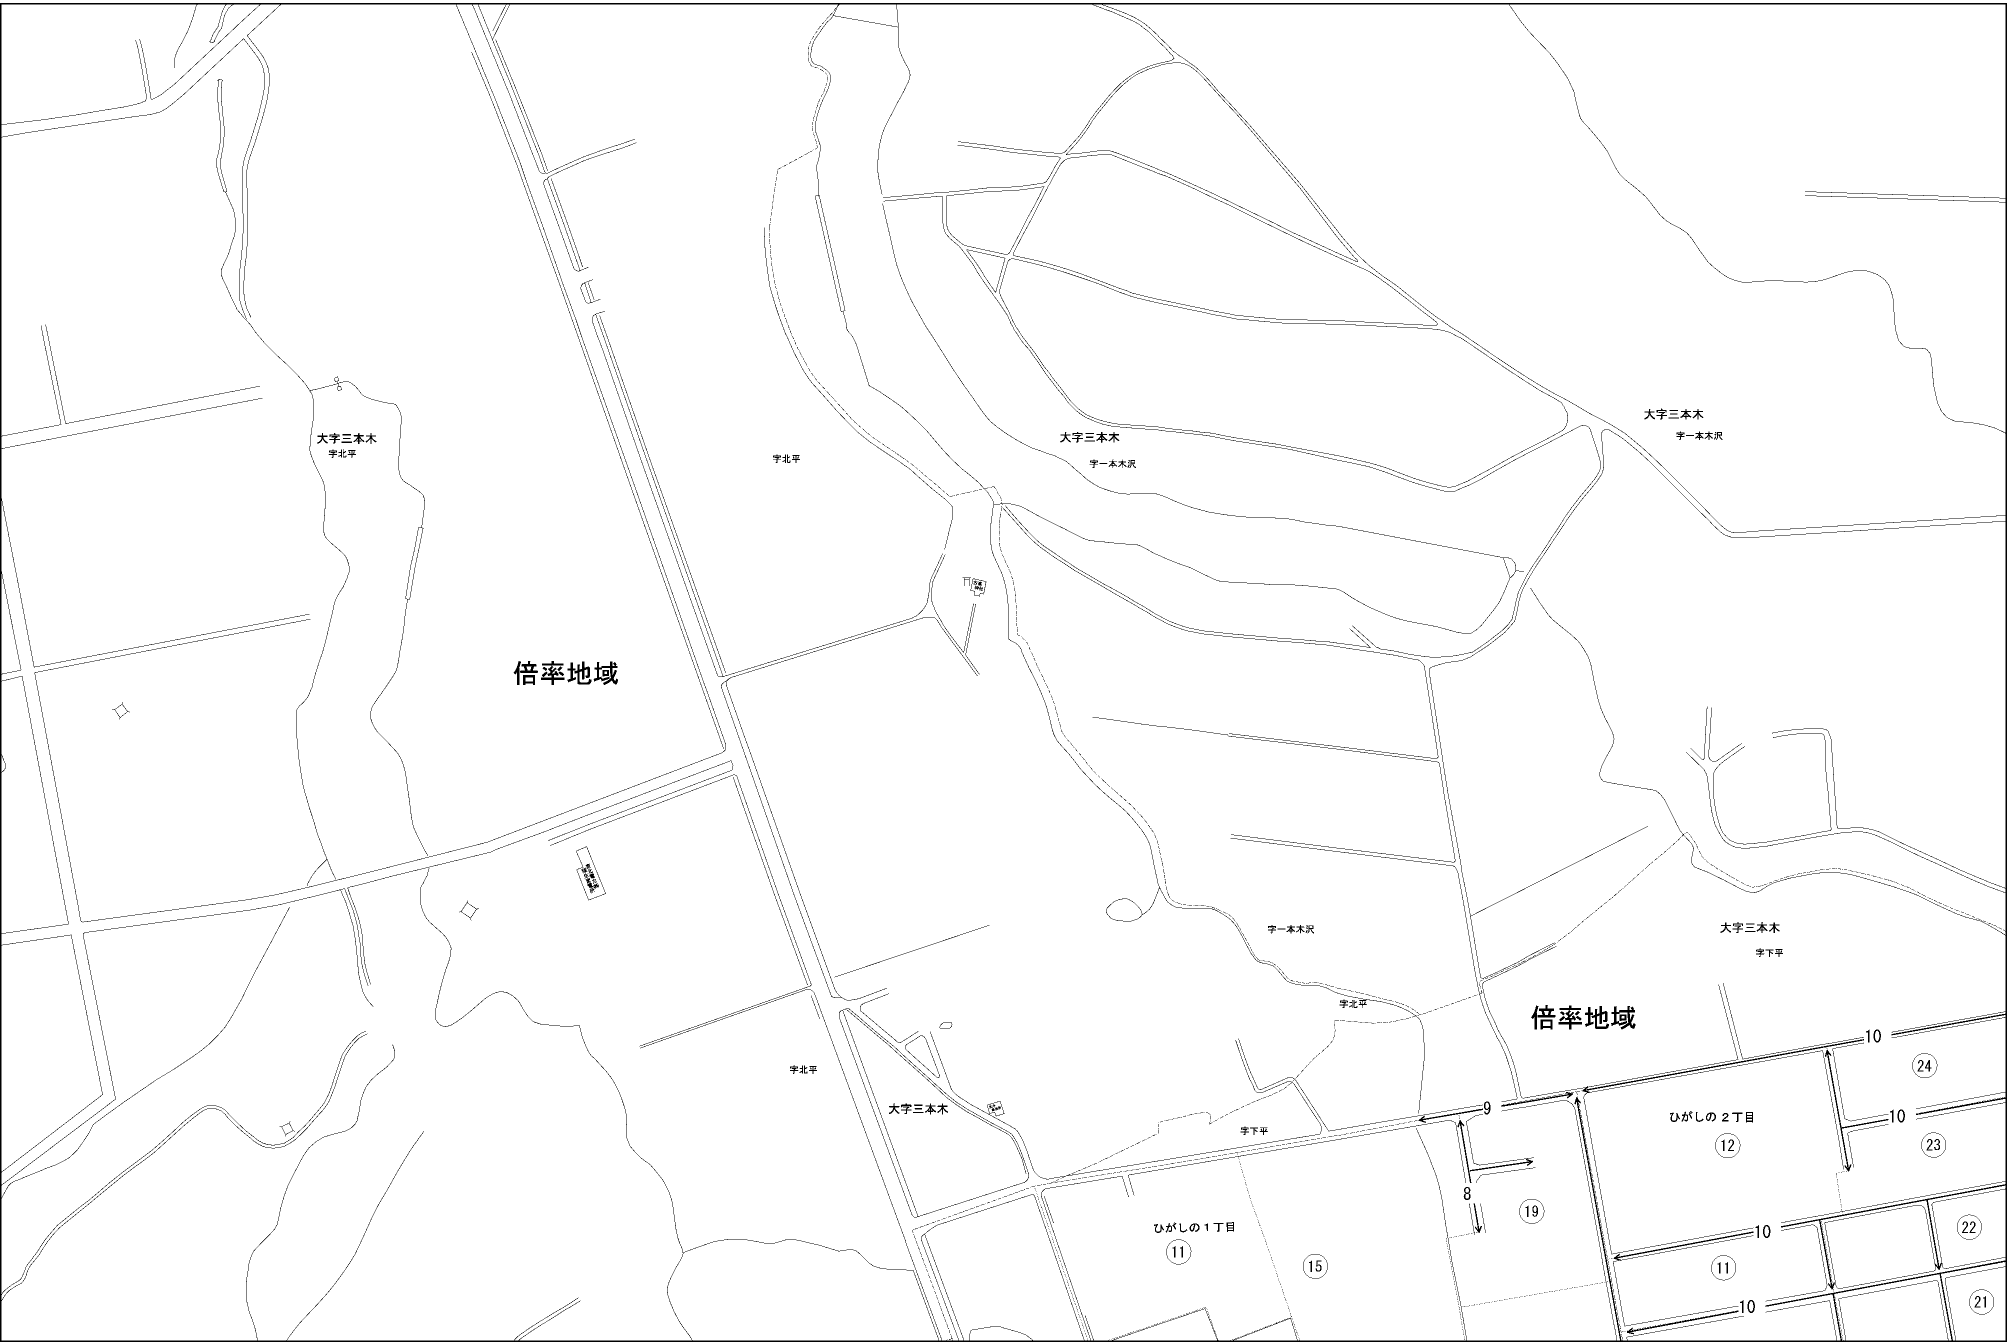 大字三本木
字一本木沢
大字三本木
字北平
字北平
大字三本木
字一本木沢
倍率地域
字一本木沢
大字三本木
字下平
字北平
倍率地域
字北平
大字三本木
字下平
10
24
9
ひがしの2丁目
12
10
23
8
19
ひがしの1丁目
11
15
10
22
11
10
21